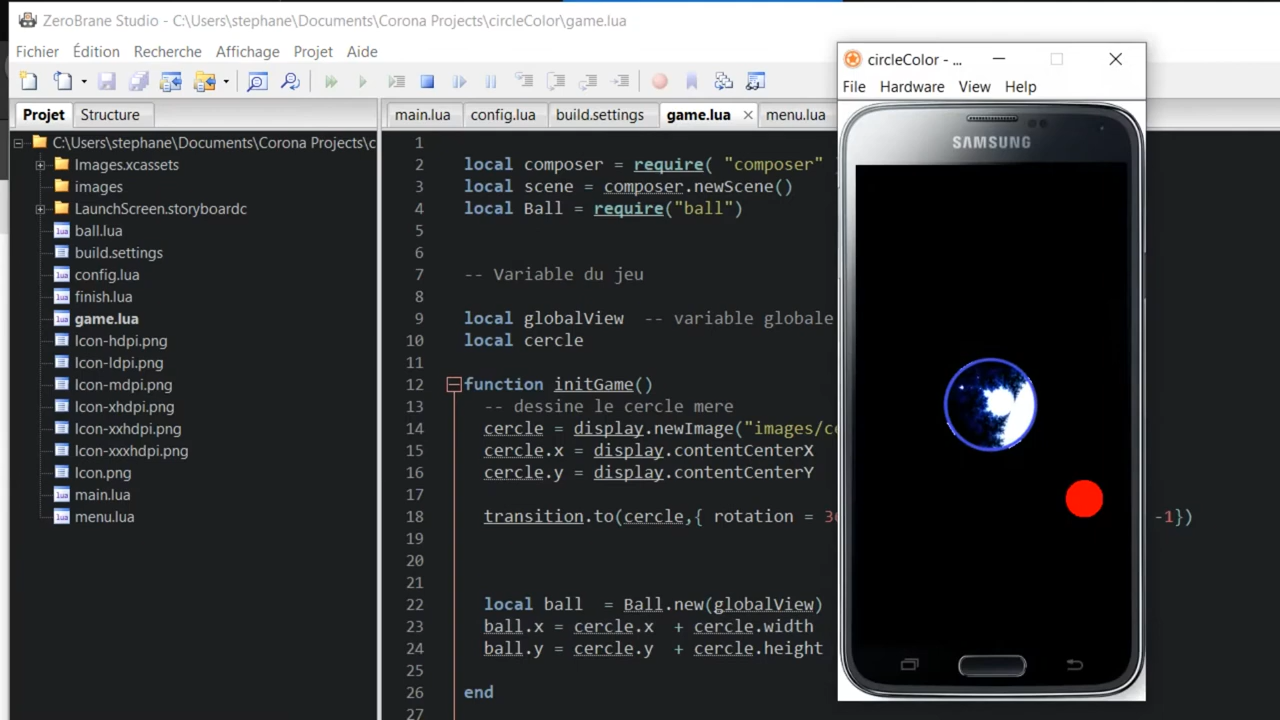 ZeroBrane Studio - C:\Users\stephane\Documents\Corona Projects\circleColor\game.lua
Fichier Édition Recherche Affichage Projet Aide
Projet Structure
C:\Users\stephane\Documents\Corona Projects\c
Images.xcassets
images
LaunchScreen.storyboardc
ball.lua
build.settings
config.lua
finish.lua
game.lua
Icon-hdpi.png
Icon-ldpi.png
Icon-mdpi.png
Icon-xhdpi.png
Icon-xxhdpi.png
Icon-xxxhdpi.png
Icon.png
main.lua
menu.lua
main.lua config.lua build.settings game.lua menu.lua
1
2 local composer = require( "composer"
3 local scene = composer.newScene()
4 local Ball = require("ball")
5
6
7 -- Variable du jeu
8
9 local globalView -- variable globale
10 local cercle
11
12 function initGame()
13 -- dessine le cercle mere
14 cercle = display.newImage("images/c
15 cercle.x = display.contentCenterX
16 cercle.y = display.contentCenterY
17
18 transition.to(cercle,{ rotation = 3 -1})
19
20
21
22 local ball = Ball.new(globalView)
23 ball.x = cercle.x + cercle.width
24 ball.y = cercle.y + cercle.height
25
26 end
27
circleColor - ...
File Hardware View Help
SAMSUNG